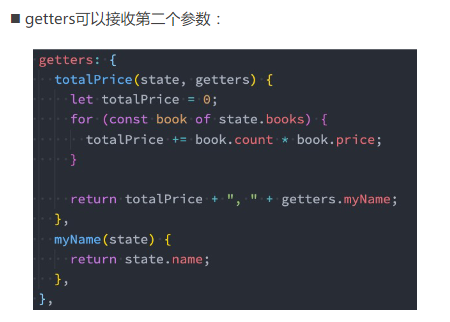 ■ getters可以接收第二个参数：
getters: {
  totalPrice(state, getters) {
    let totalPrice = 0;
    for (const book of state.books) {
      totalPrice += book.count * book.price;
    }

    return totalPrice + ", " + getters.myName;
  },
  myName(state) {
    return state.name;
  },
},